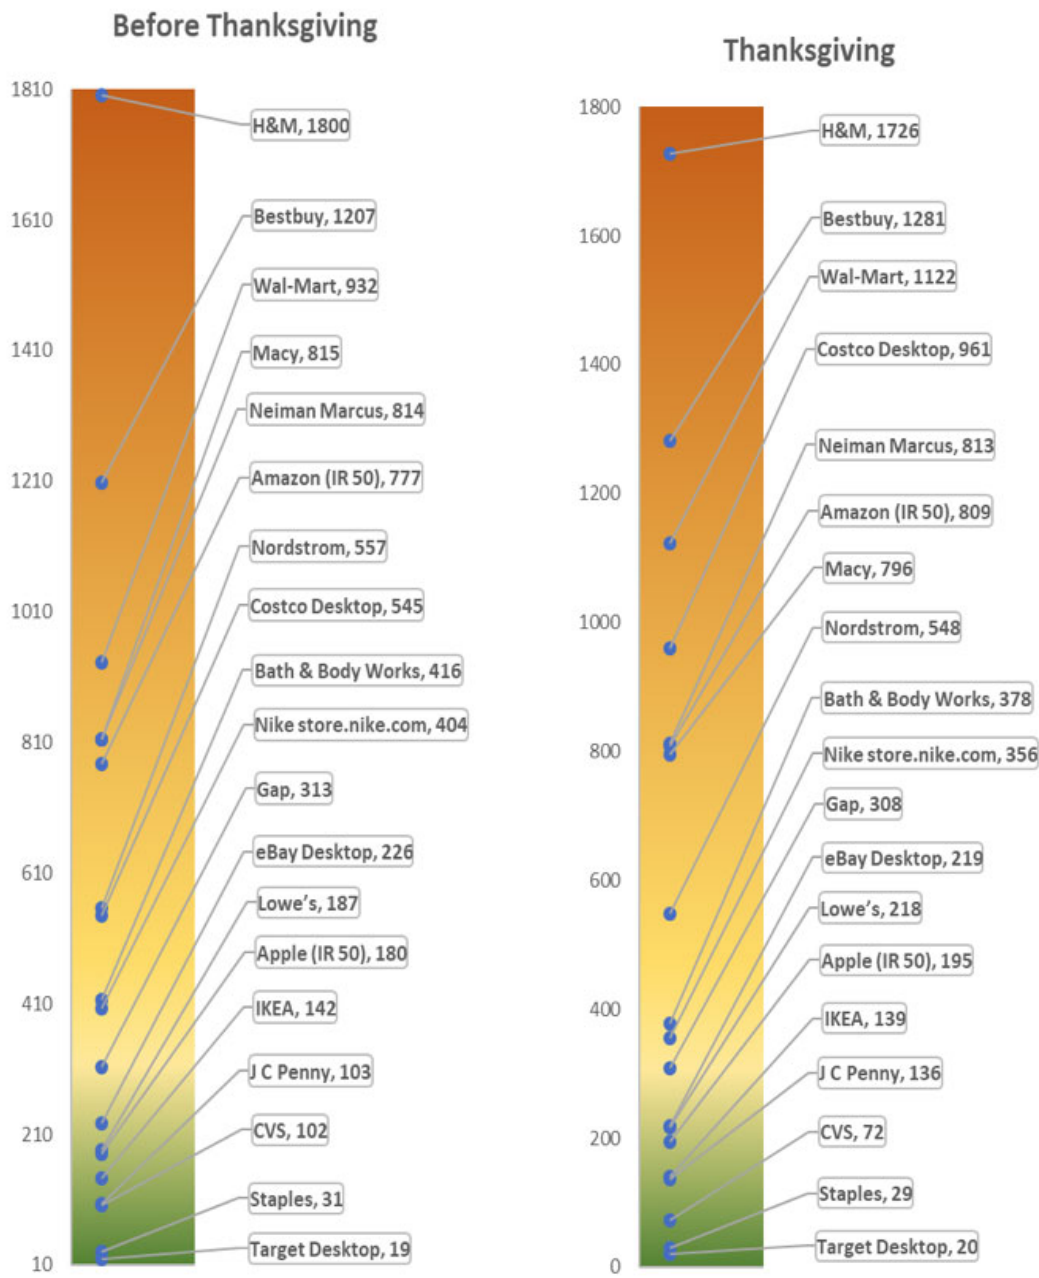 Before Thanksgiving
1810
1610
1410
1210
1010
810
610
410
210
10
H&M, 1800
Bestbuy, 1207
Wal-Mart, 932
Macy, 815
Neiman Marcus, 814
Amazon (IR 50), 777
Nordstrom, 557
Costco Desktop, 545
Bath & Body Works, 416
Nike store.nike.com, 404
Gap, 313
eBay Desktop, 226
Lowe’s, 187
Apple (IR 50), 180
IKEA, 142
J C Penny, 103
CVS, 102
Staples, 31
Target Desktop, 19
Thanksgiving
1800
1600
1400
1200
1000
800
600
400
200
0
H&M, 1726
Bestbuy, 1281
Wal-Mart, 1122
Costco Desktop, 961
Neiman Marcus, 813
Amazon (IR 50), 809
Macy, 796
Nordstrom, 548
Bath & Body Works, 378
Nike store.nike.com, 356
Gap, 308
eBay Desktop, 219
Lowe’s, 218
Apple (IR 50), 195
IKEA, 139
J C Penny, 136
CVS, 72
Staples, 29
Target Desktop, 20